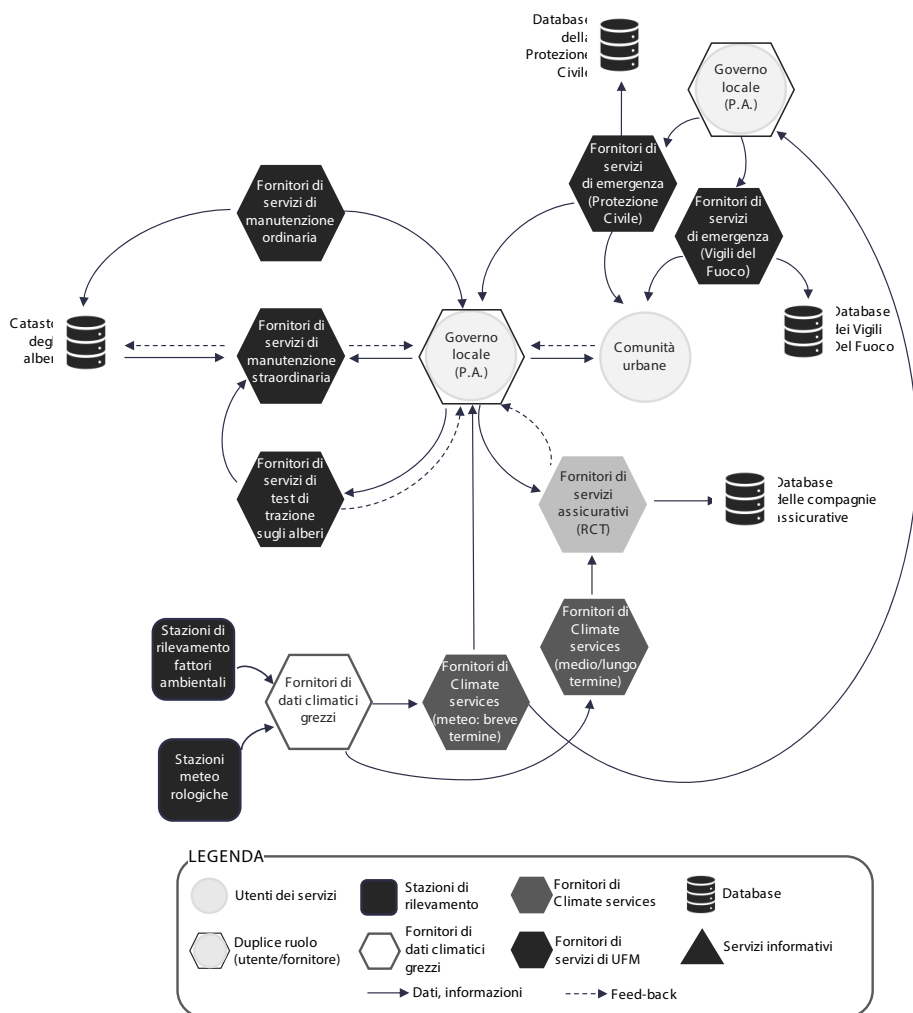 Database
della
Protezione
Civile
Governo
locale
(P.A.)
Fornitori di
servizi
di emergenza
(Protezione
Civile)
Fornitori di
servizi di
manutenzione
ordinaria
Fornitori di
servizi
di emergenza
(Vigili del
Fuoco)
Catasto
degli
alberi
Fornitori di
servizi di
manutenzione
straordinaria
Governo
locale
(P.A.)
Comunità
urbane
Database
dei Vigili
Del Fuoco
Fornitori di
servizi di
test di
trazione
sugli alberi
Fornitori di
servizi
assicurativi
(RCT)
Database
delle compagnie
assicurative
Stazioni di
rilevamento
fattori
ambientali
Fornitori di
dati climatici
grezzi
Fornitori di
Climate
services
(meteo: breve
termine)
Fornitori di
Climate
services
(medio/lungo
termine)
Stazioni
meteo
rologiche
LEGENDA
Utenti dei servizi
Stazioni di
rilevamento
Fornitori di
Climate services
Database
Duplice ruolo
(utente/fornitore)
Fornitori di
dati climatici
grezzi
Fornitori di
servizi di UFM
Servizi informativi
Dati, informazioni
Feed-back